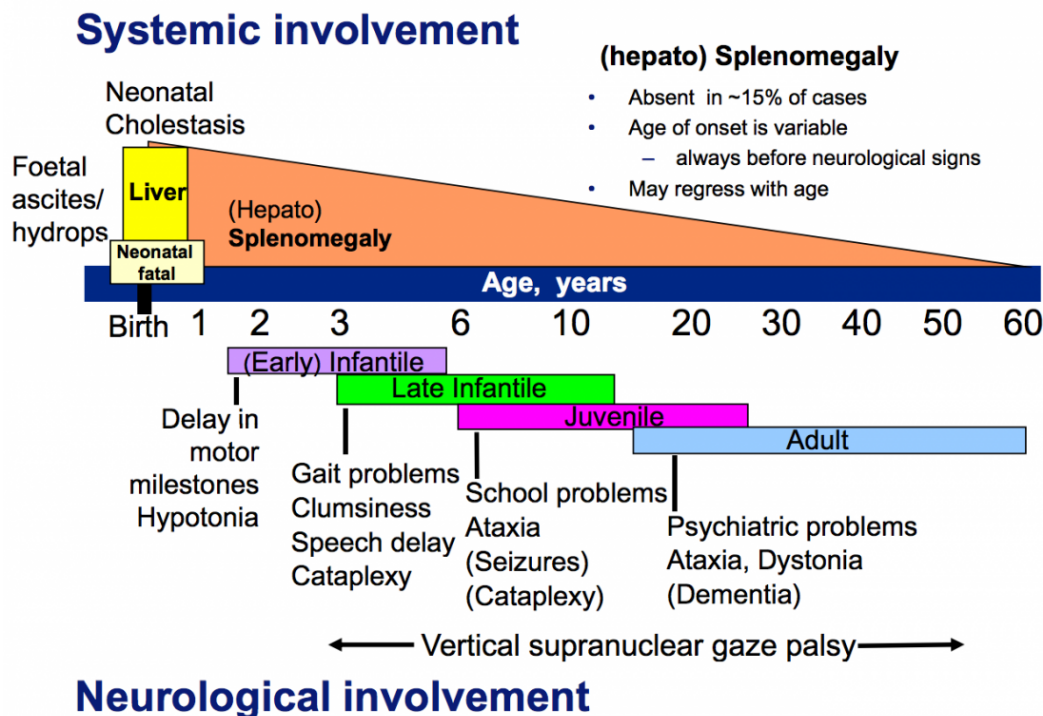 Systemic involvement
(hepato) Splenomegaly
• Absent in ~15% of cases
• Age of onset is variable
– always before neurological signs
• May regress with age
Neonatal
Cholestasis
Foetal
ascites/
hydrops
Liver
(Hepato)
Splenomegaly
Neonatal
fatal
Age, years
Birth 1 2 3 6 10 20 30 40 50 60
(Early) Infantile
Late Infantile
Juvenile
Adult
Delay in
motor
milestones
Hypotonia
Gait problems
Clumsiness
Speech delay
Cataplexy
School problems
Ataxia
(Seizures)
(Cataplexy)
Psychiatric problems
Ataxia, Dystonia
(Dementia)
Vertical supranuclear gaze palsy
Neurological involvement